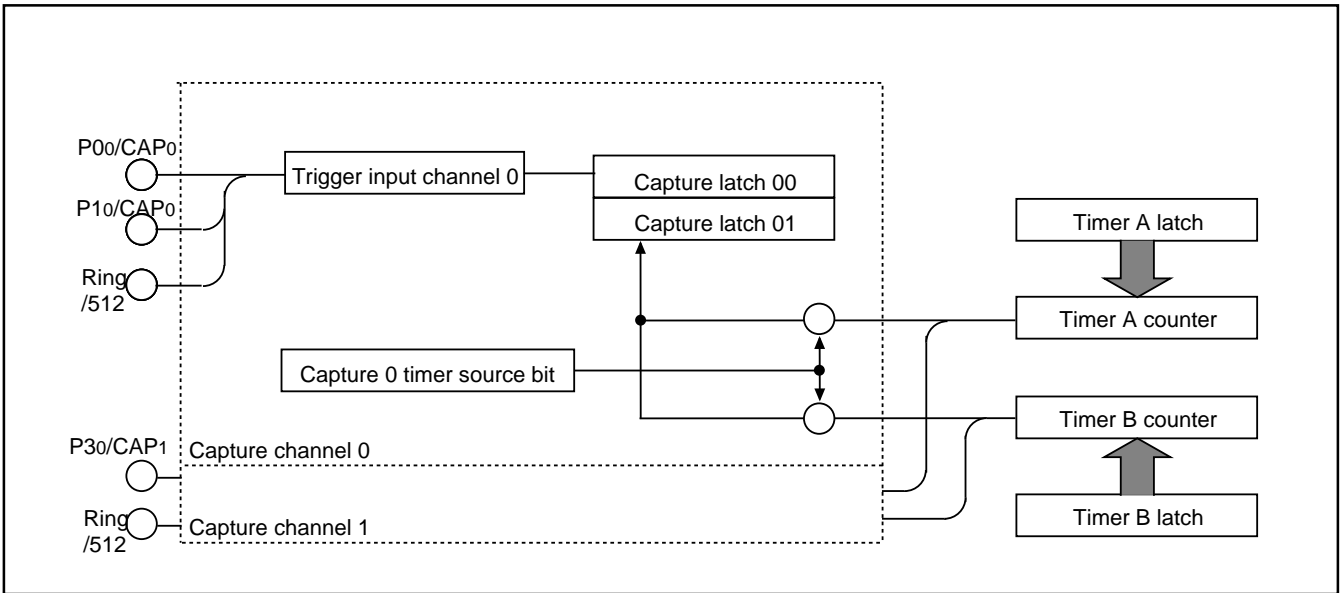 P00/CAP0
P10/CAP0
Ring
/512
Trigger input channel 0
Capture latch 00
Capture latch 01
Timer A latch
Timer A counter
Capture 0 timer source bit
Timer B counter
Timer B latch
P30/CAP1
Capture channel 0
Ring
/512
Capture channel 1